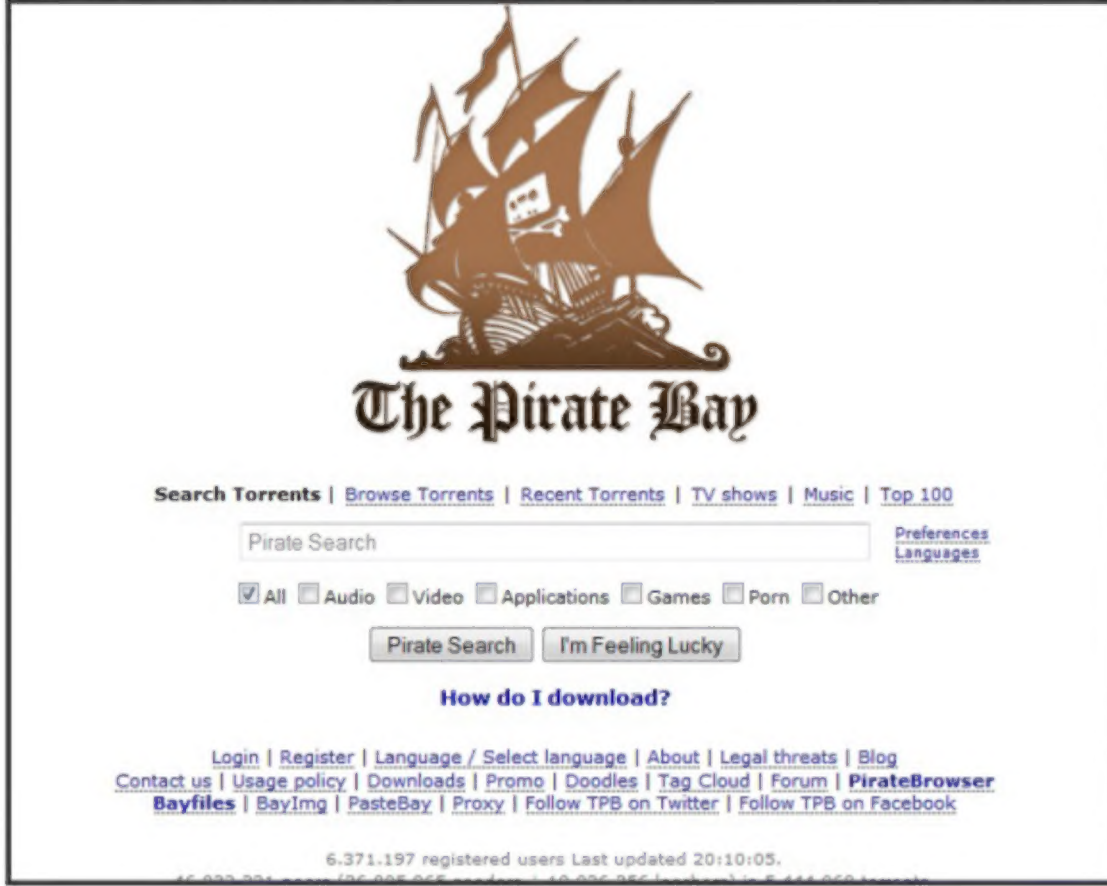 The Pirate Bay
Search Torrents | Browse Torrents | Recent Torrents | TV shows | Music | Top 100
Pirate Search
Preferences
Languages
All Audio Video Applications Games Porn Other
Pirate Search I'm Feeling Lucky
How do I download?
Login | Register | Language / Select language | About | Legal threats | Blog
Contact us | Usage policy | Downloads | Promo | Doodles | Tag Cloud | Forum | PirateBrowser
Bayfiles | BayImg | PasteBay | Proxy | Follow TPB on Twitter | Follow TPB on Facebook
6.371.197 registered users Last updated 20:10:05.